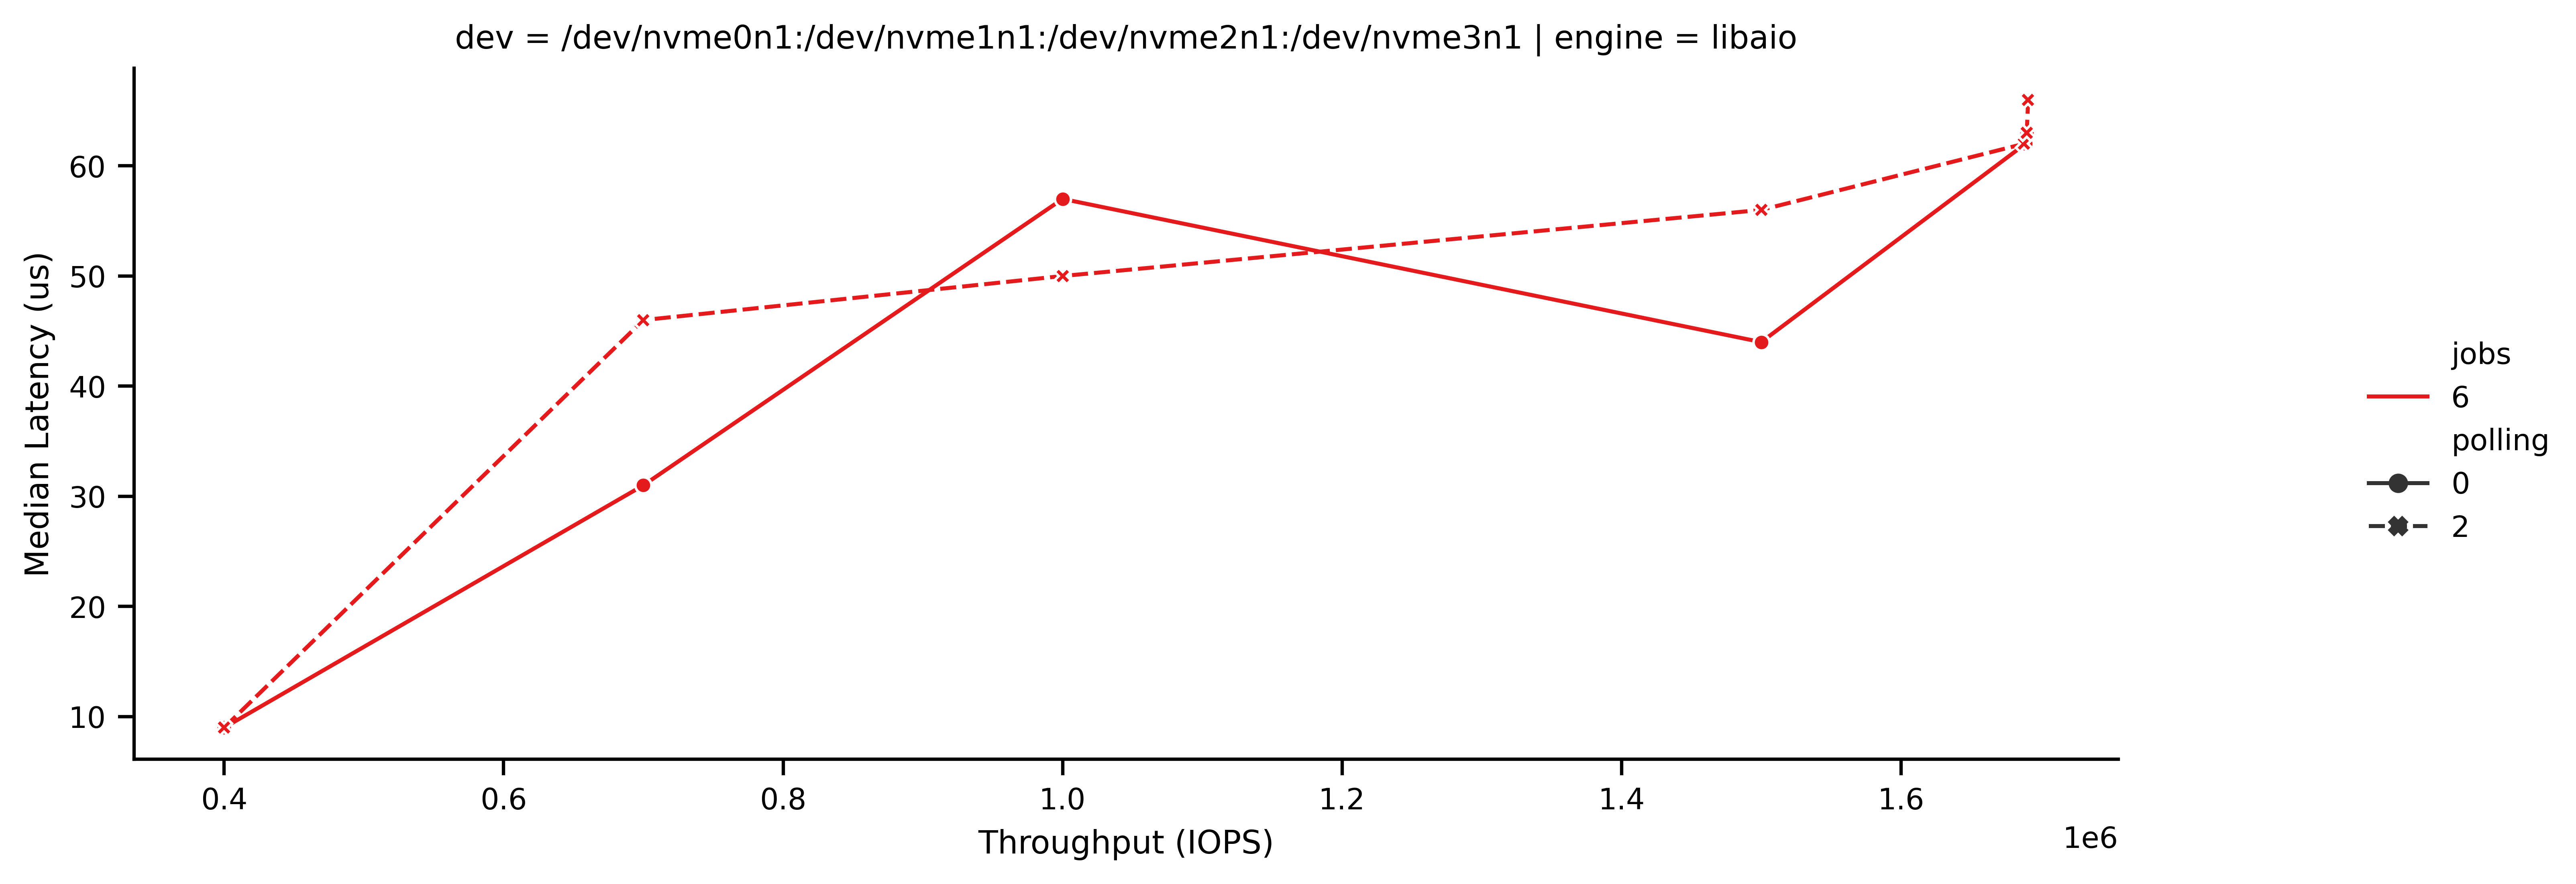 dev = /dev/nvme0n1:/dev/nvme1n1:/dev/nvme2n1:/dev/nvme3n1 | engine = libaio
Median Latency (us)
60
50
40
30
20
10
0.4 0.6 0.8 1.0 1.2 1.4 1.6
1e6
Throughput (IOPS)
jobs
6
polling
0
2